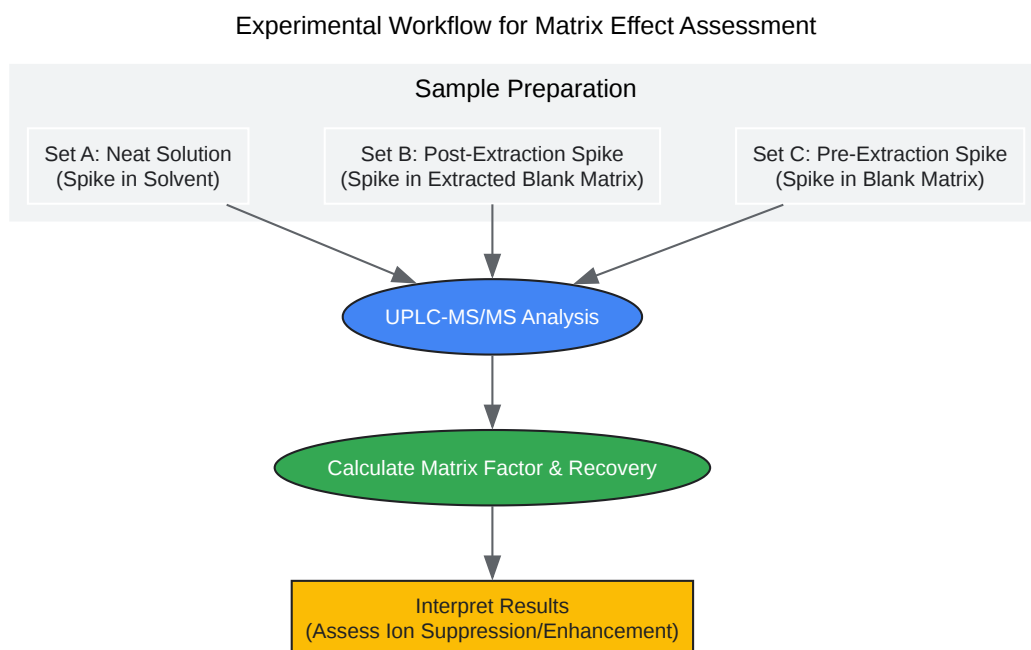 Experimental Workflow for Matrix Effect Assessment
Sample Preparation
Set A: Neat Solution
(Spike in Solvent)
Set B: Post-Extraction Spike
(Spike in Extracted Blank Matrix)
Set C: Pre-Extraction Spike
(Spike in Blank Matrix)
UPLC-MS/MS Analysis
Calculate Matrix Factor & Recovery
Interpret Results
(Assess Ion Suppression/Enhancement)